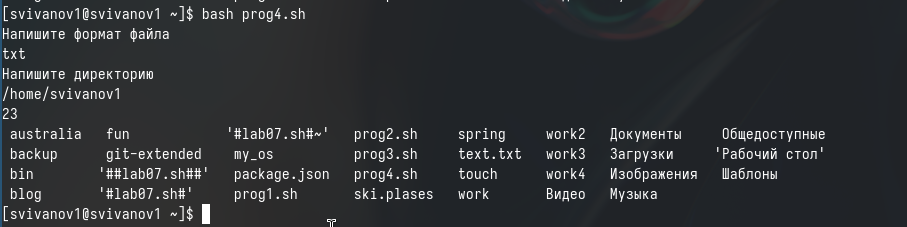 [svivanov1@svivanov1 ~]$ bash prog4.sh
Напишите формат файла
txt
Напишите директорию
/home/svivanov1
23
australia fun '#lab07.sh#~' prog2.sh spring work2 Документы Общедоступные
backup git-extended my_os prog3.sh text.txt work3 Загрузки 'Рабочий стол'
bin '##lab07.sh##' package.json prog4.sh touch work4 Изображения Шаблоны
blog '#lab07.sh#' prog1.sh ski.plases work Видео Музыка
[svivanov1@svivanov1 ~]$